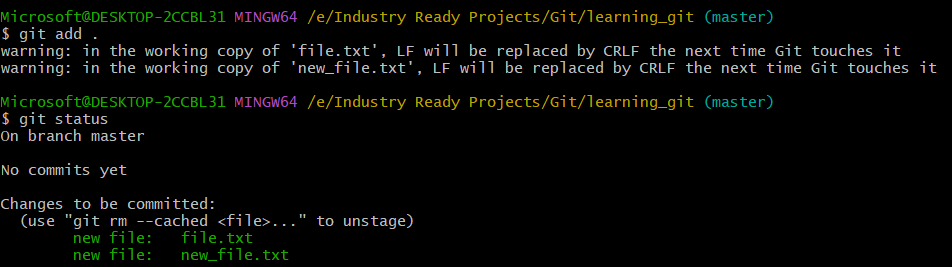 Microsoft@DESKTOP-2CCBL31 MINGW64 /e/Industry Ready Projects/Git/learning_git (master)
$ git add .
warning: in the working copy of 'file.txt', LF will be replaced by CRLF the next time Git touches it
warning: in the working copy of 'new_file.txt', LF will be replaced by CRLF the next time Git touches it
Microsoft@DESKTOP-2CCBL31 MINGW64 /e/Industry Ready Projects/Git/learning_git (master)
$ git status
On branch master
No commits yet
Changes to be committed:
  (use "git rm --cached <file>..." to unstage)
        new file:   file.txt
        new file:   new_file.txt